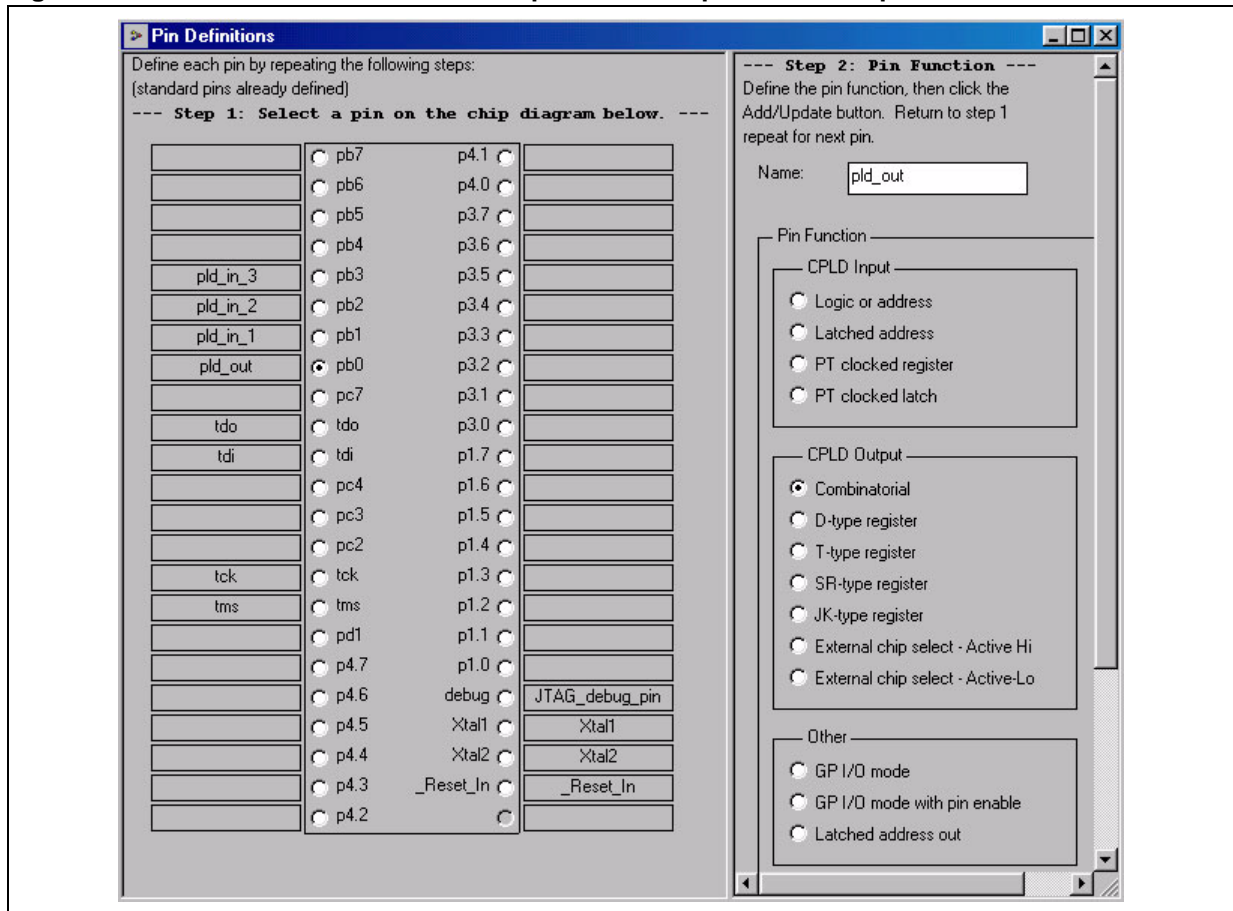 Pin Definitions
Define each pin by repeating the following steps:
(standard pins already defined)
--- Step 1: Select a pin on the chip diagram below. ---
pb7 p4.1
pb6 p4.0
pb5 p3.7
pb4 p3.6
pld_in_3 pb3 p3.5
pld_in_2 pb2 p3.4
pld_in_1 pb1 p3.3
pld_out pb0 p3.2
pc7 p3.1
tdo tdo p3.0
tdi tdi p1.7
pc4 p1.6
pc3 p1.5
pc2 p1.4
tck tck p1.3
tms tms p1.2
pd1 p1.1
p4.7 p1.0
p4.6 debug JTAG_debug_pin
p4.5 Xtal1 Xtal1
p4.4 Xtal2 Xtal2
p4.3 _Reset_In _Reset_In
p4.2
--- Step 2: Pin Function ---
Define the pin function, then click the
Add/Update button. Return to step 1
repeat for next pin.
Name: pld_out
Pin Function
CPLD Input
Logic or address
Latched address
PT clocked register
PT clocked latch
CPLD Output
Combinatorial
D-type register
T-type register
SR-type register
JK-type register
External chip select - Active Hi
External chip select - Active-Lo
Other
GP I/O mode
GP I/O mode with pin enable
Latched address out